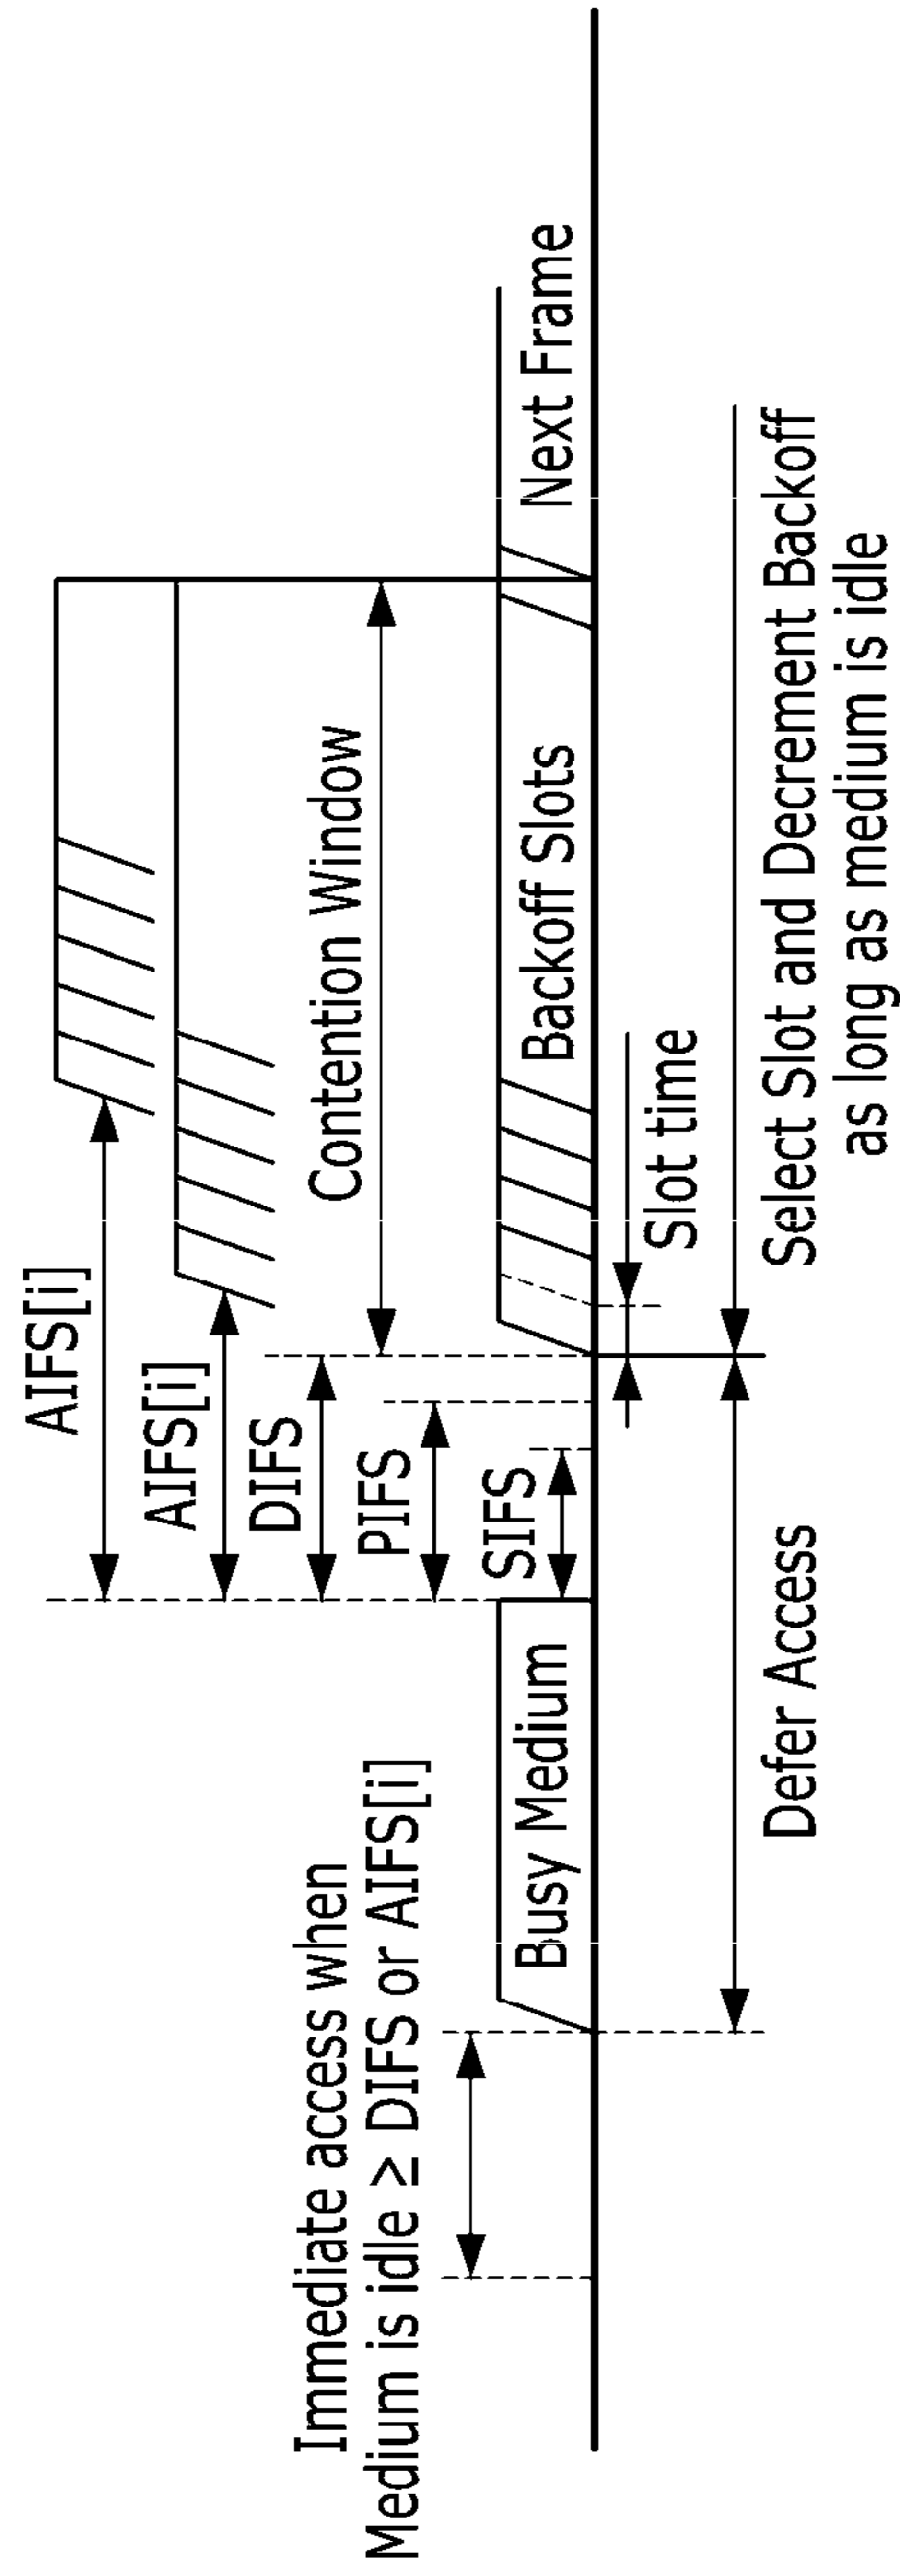 AIFS[i]
AIFS[i]
Immediate access when
Medium is idle ≥ DIFS or AIFS[i]
DIFS
Contention Window
PIFS
SIFS
Busy Medium
Backoff Slots
Next Frame
Slot time
Defer Access
Select Slot and Decrement Backoff
as long as medium is idle